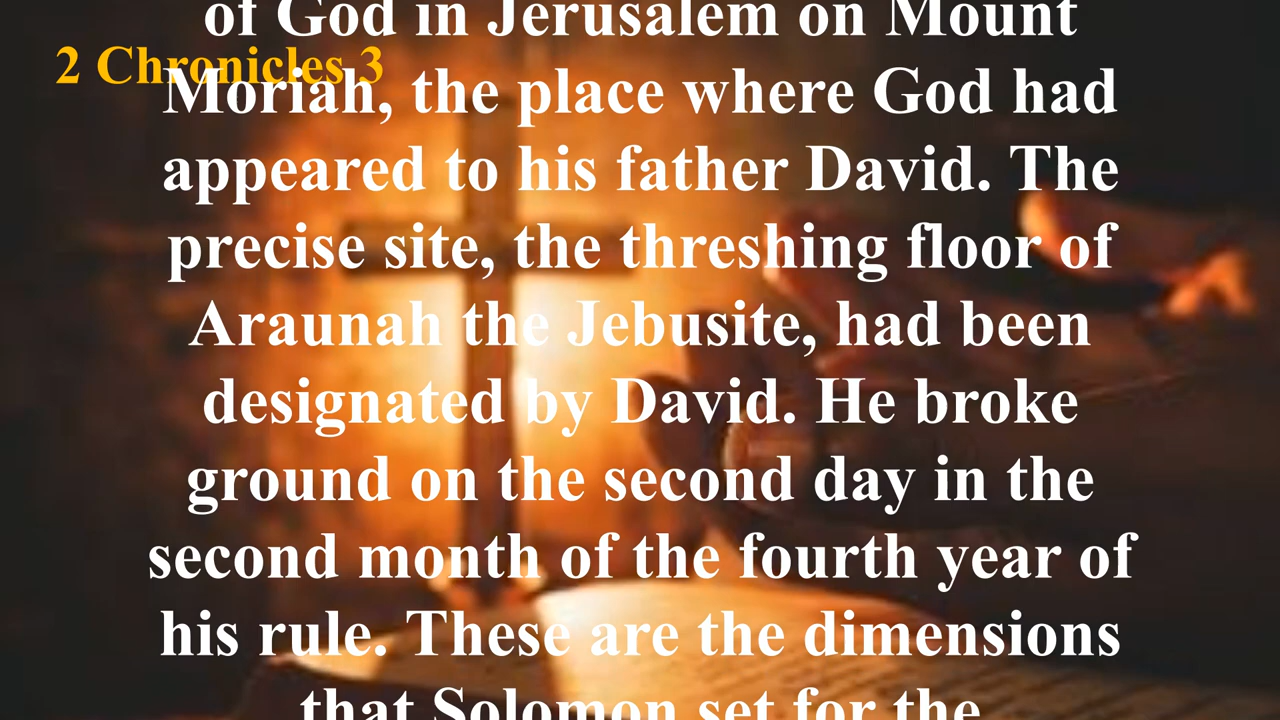 of God in Jerusalem on Mount
2 Chronicles 3
Moriah, the place where God had
appeared to his father David. The
precise site, the threshing floor of
Araunah the Jebusite, had been
designated by David. He broke
ground on the second day in the
second month of the fourth year of
his rule. These are the dimensions
that Solomon set for the